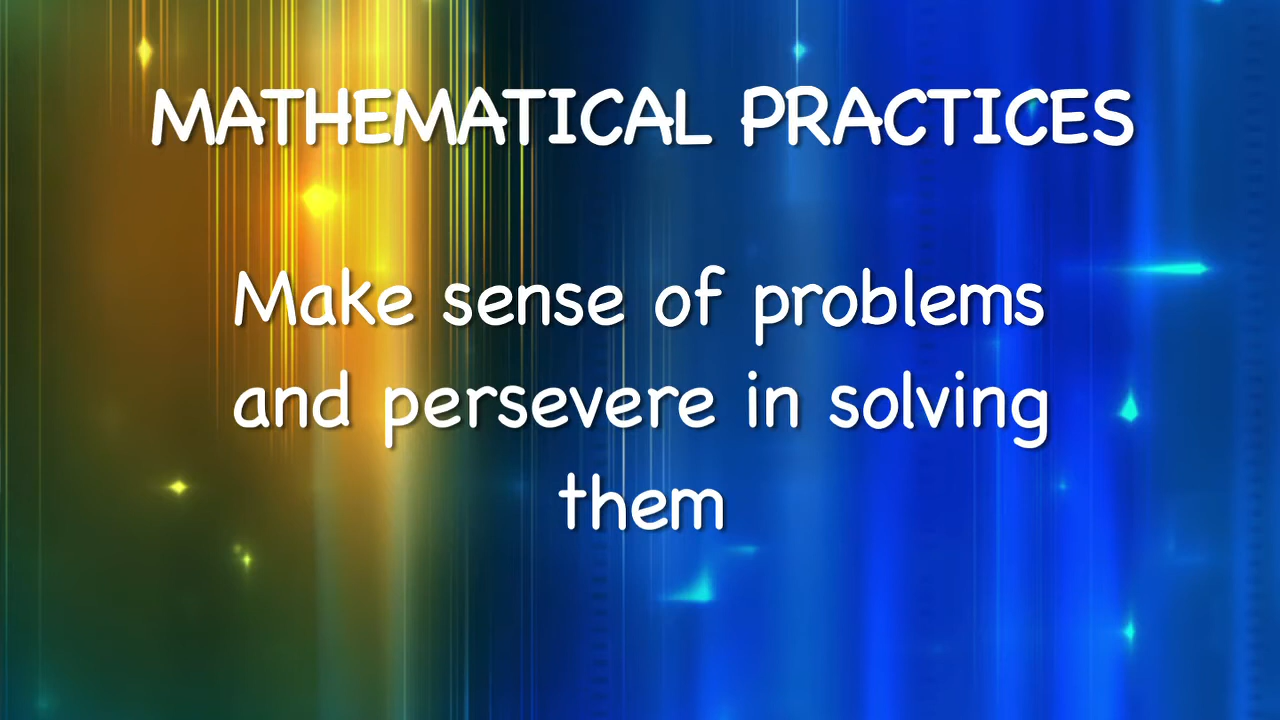 MATHEMATICAL PRACTICES
Make sense of problems
and persevere in solving
them